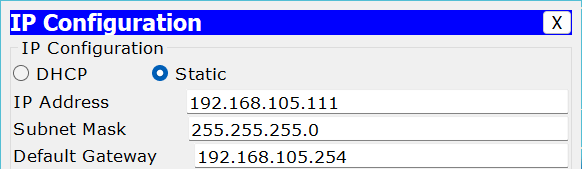 IP Configuration X
IP Configuration
DHCP Static
IP Address 192.168.105.111
Subnet Mask 255.255.255.0
Default Gateway 192.168.105.254